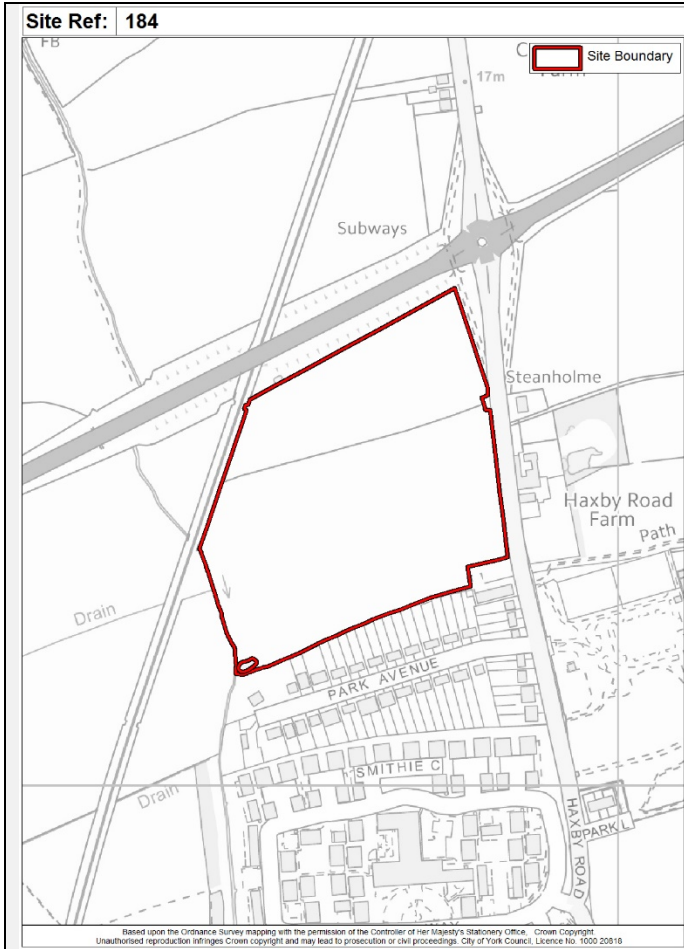 Site Ref: 184
FB
Site Boundary
17m
Subways
Steanholme
Haxby Road
Farm
Path
Drain
PARK AVENUE
Drain
SMITHIE C
HAXBY ROAD
PARK L
Based upon the Ordnance Survey mapping with the permission of the Controller of Her Majesty's Stationery Office, Crown Copyright
Unauthorised reproduction infringes Crown copyright and may lead to prosecution or civil proceedings. City of York Council, Licence No. 1000 20818